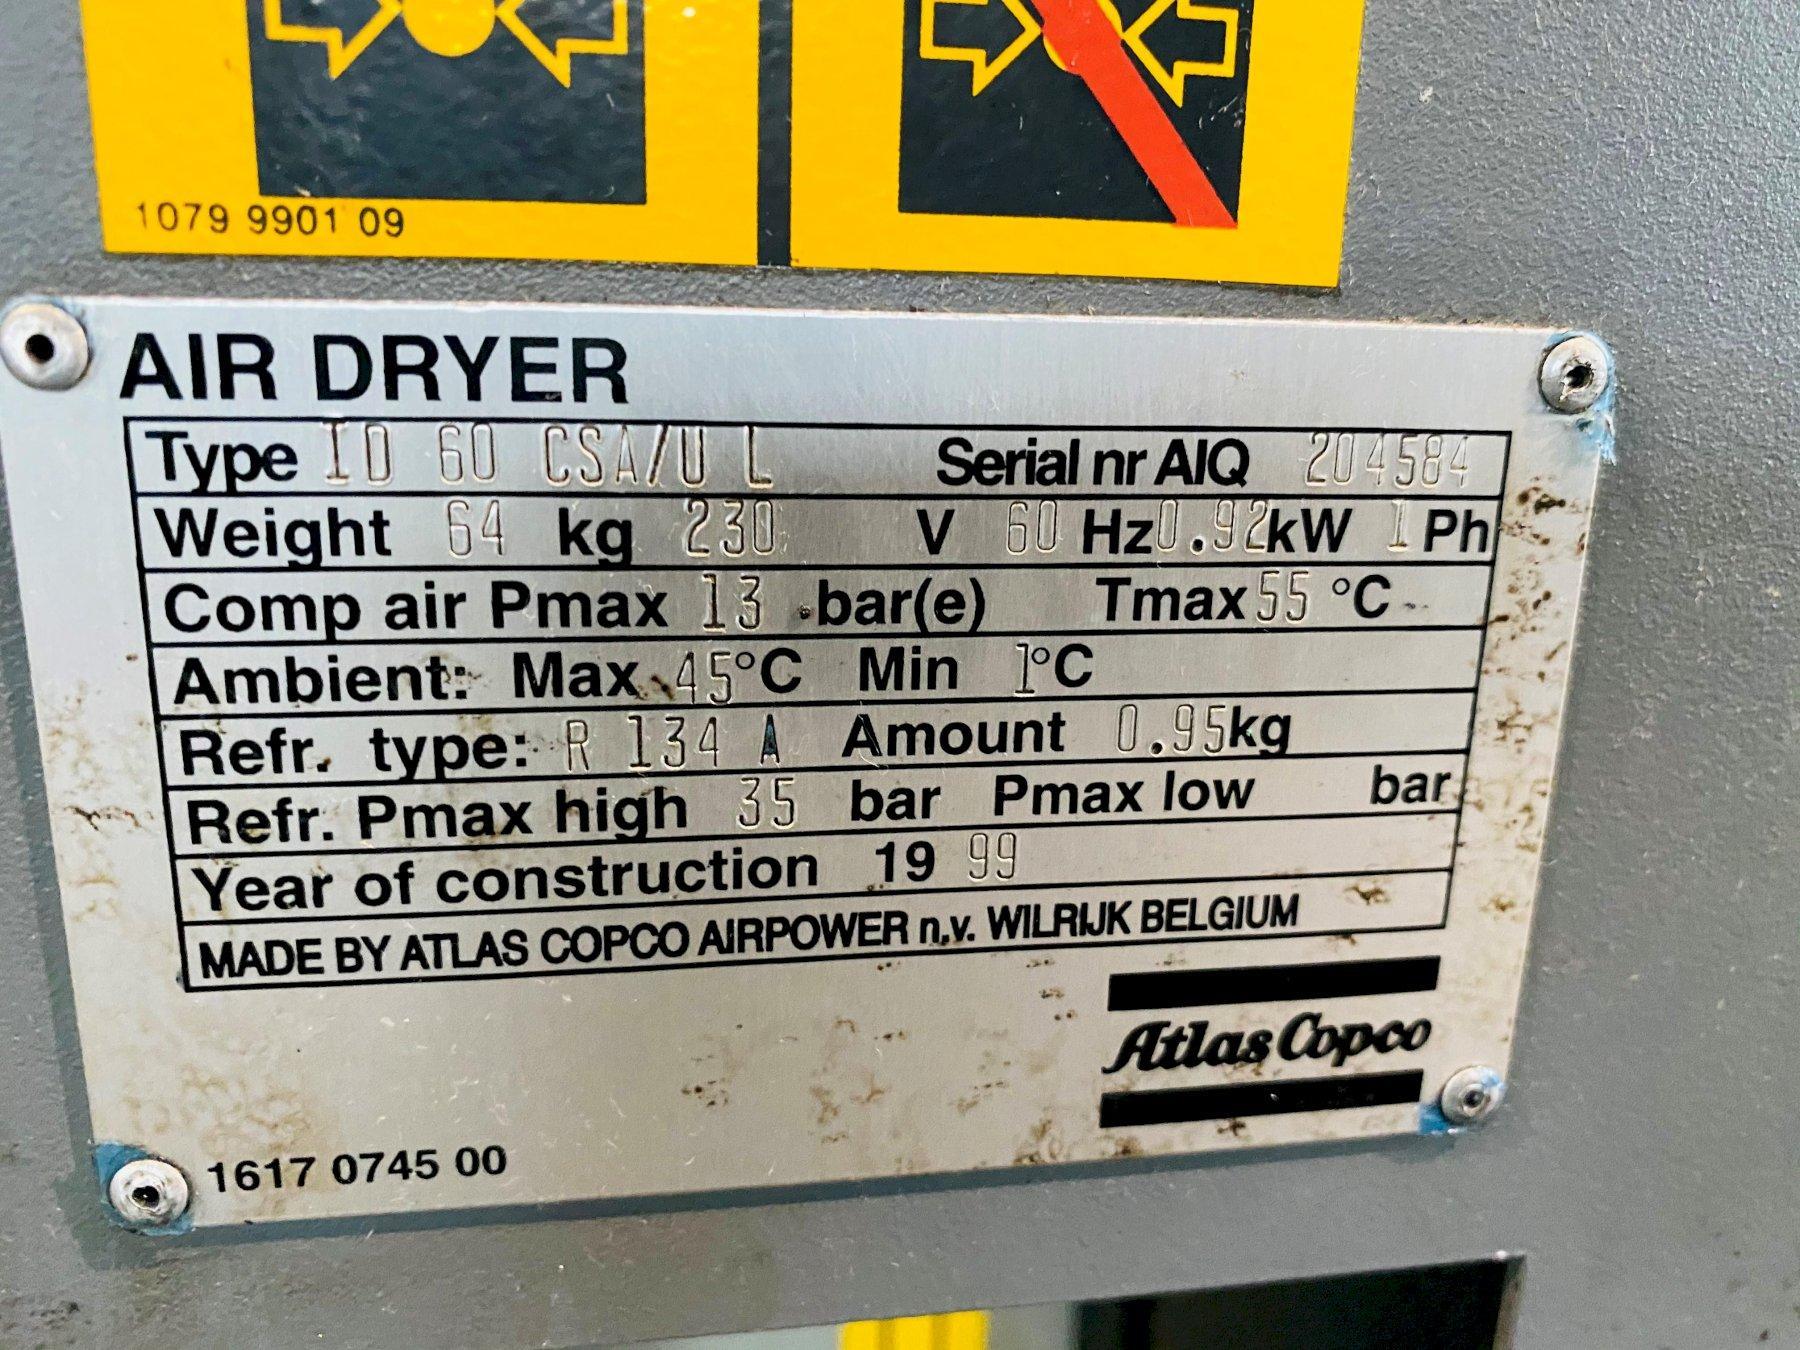 1079 9901 09
AIR DRYER
Type ID 60 CSA/U L Serial nr AIQ 204584
Weight 64 kg 230 V 60 Hz 0.92 kW 1 Ph
Comp air Pmax 13 bar(e) Tmax 55 °C
Ambient: Max 45 °C Min 1 °C
Refr. type: R 134 A Amount 0.95 kg
Refr. Pmax high 35 bar Pmax low bar
Year of construction 19 99
MADE BY ATLAS COPCO AIRPOWER n.v. WILRIJK BELGIUM
Atlas Copco
1617 0745 00